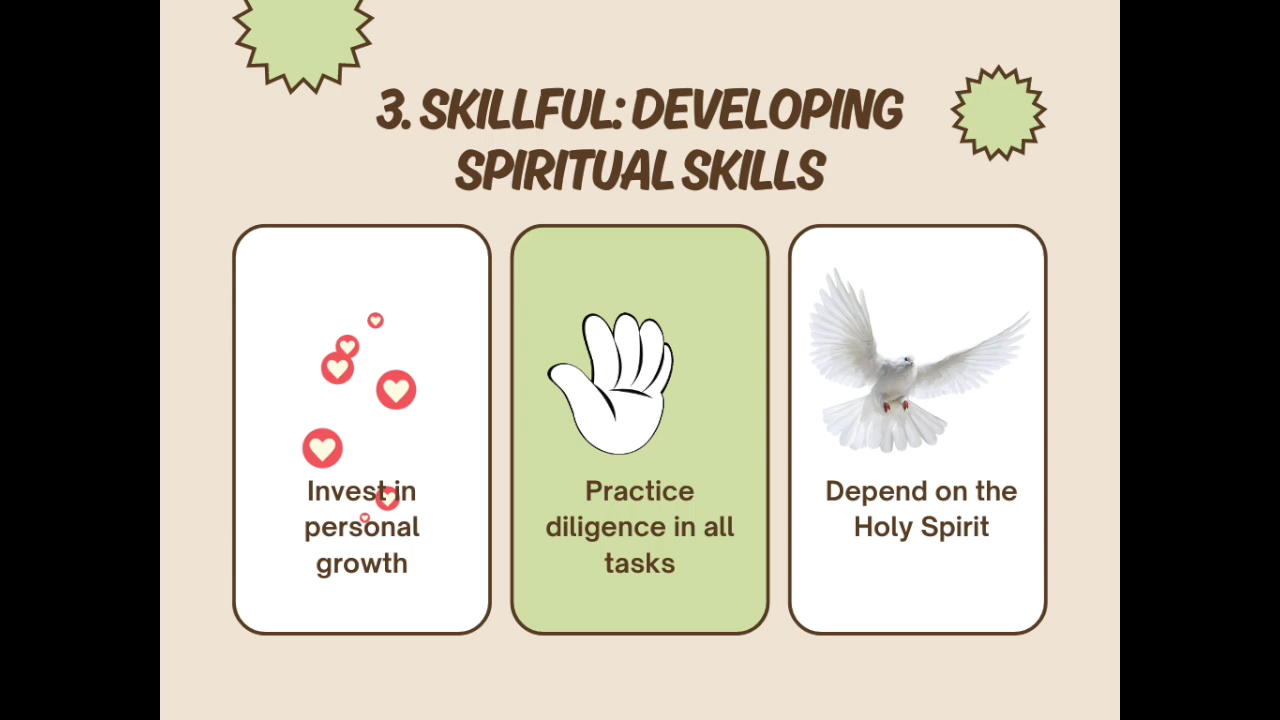 3. SKILLFUL: DEVELOPING
SPIRITUAL SKILLS
Invest in
personal
growth
Practice
diligence in all
tasks
Depend on the
Holy Spirit